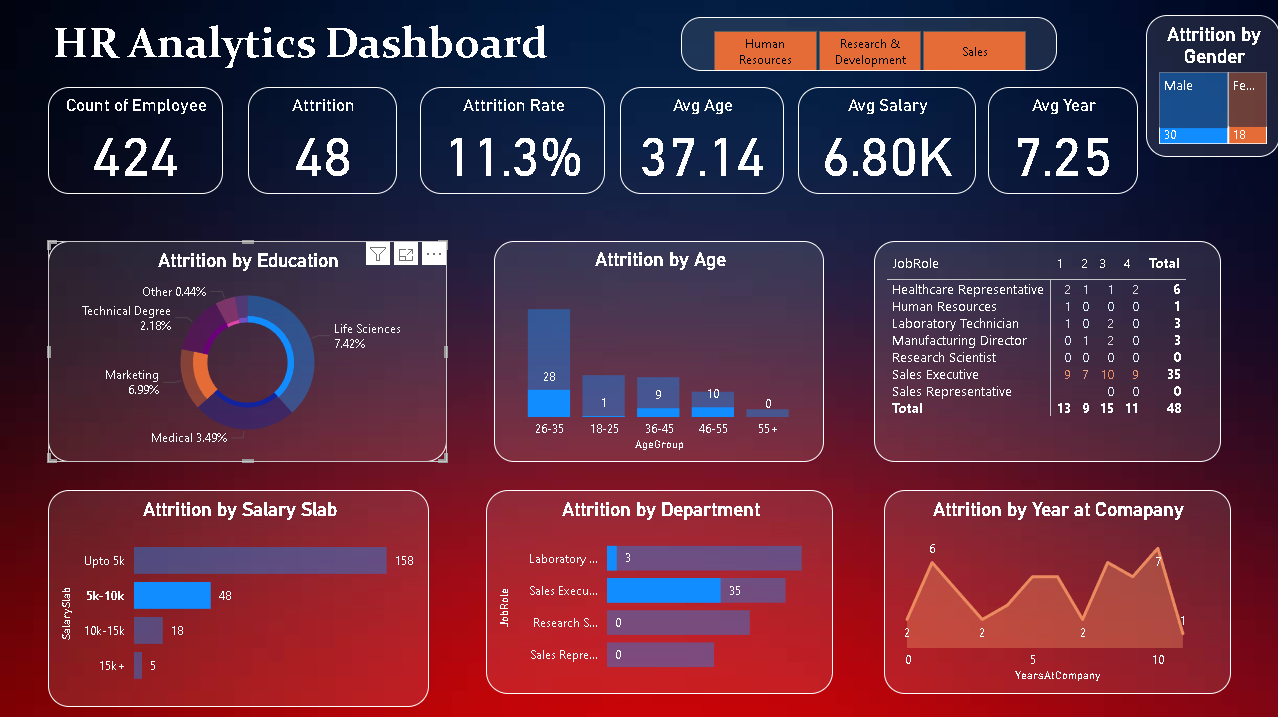 HR Analytics Dashboard
Human
Resources
Research &
Development
Sales
Attrition by
Gender
Male
Fe...
30
18
Count of Employee
424
Attrition
48
Attrition Rate
11.3%
Avg Age
37.14
Avg Salary
6.80K
Avg Year
7.25
Attrition by Education
Other 0.44%
Technical Degree
2.18%
Life Sciences
7.42%
Marketing
6.99%
Medical 3.49%
Attrition by Age
28
1
9
10
0
26-35 18-25 36-45 46-55 55+
AgeGroup
JobRole 1 2 3 4 Total
Healthcare Representative 2 1 1 2 6
Human Resources 1 0 0 0 1
Laboratory Technician 1 0 2 0 3
Manufacturing Director 0 1 2 0 3
Research Scientist 0 0 0 0 0
Sales Executive 9 7 10 9 35
Sales Representative 0 0 0
Total 13 9 15 11 48
Attrition by Salary Slab
SalarySlab
Upto 5k 158
5k-10k 48
10k-15k 18
15k+ 5
Attrition by Department
JobRole
Laboratory ... 3
Sales Execu... 35
Research S... 0
Sales Repre... 0
Attrition by Year at Comapany
6
7
2
2
2
1
0 5 10
YearsAtCompany